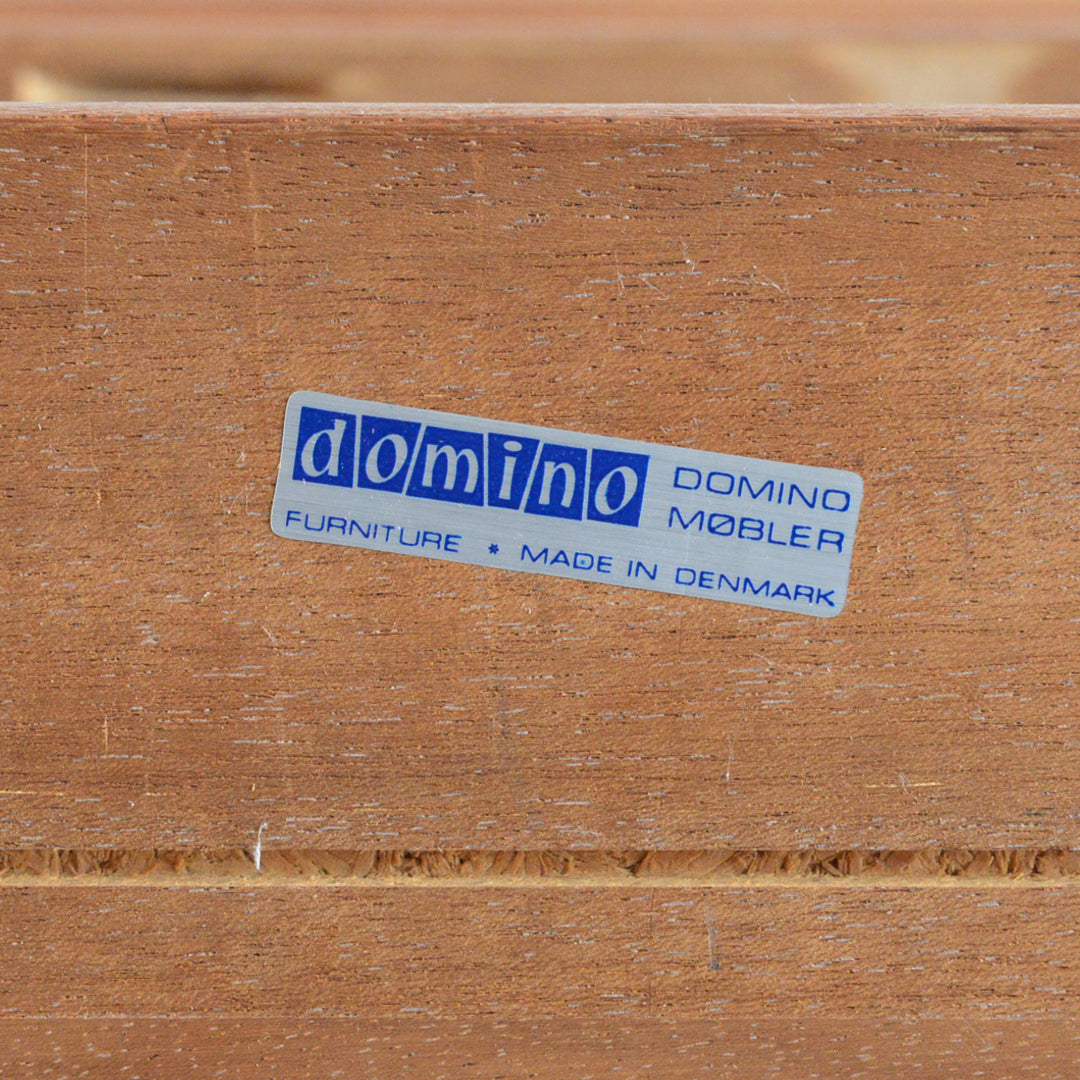 domino
DOMINO
MØBLER
FURNITURE * MADE IN DENMARK